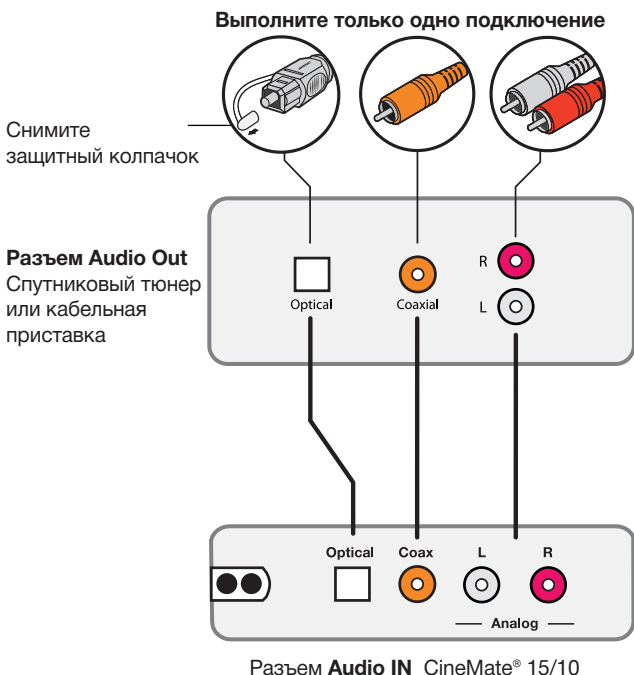 Выполните только одно подключение
Снимите
защитный колпачок
Разъем Audio Out
Спутниковый тюнер
или кабельная
приставка
R
Optical
Coaxial
L
Optical
Coax
L
R
Analog
Разъем Audio IN CineMate® 15/10